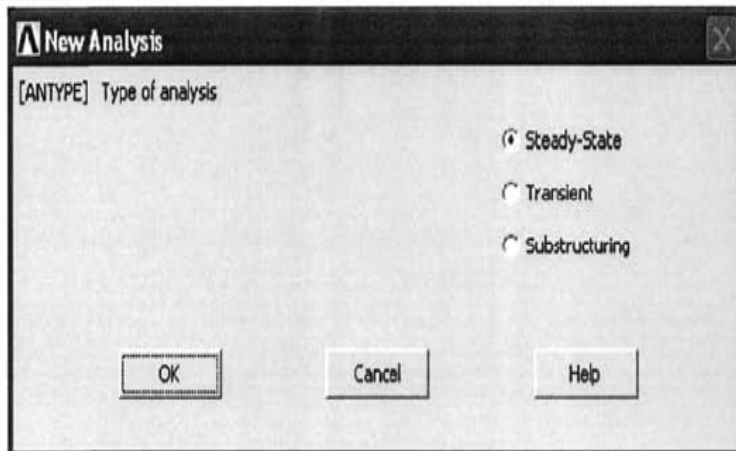 New Analysis
[ANTYPE] Type of analysis
Steady-State
Transient
Substructuring
OK Cancel Help